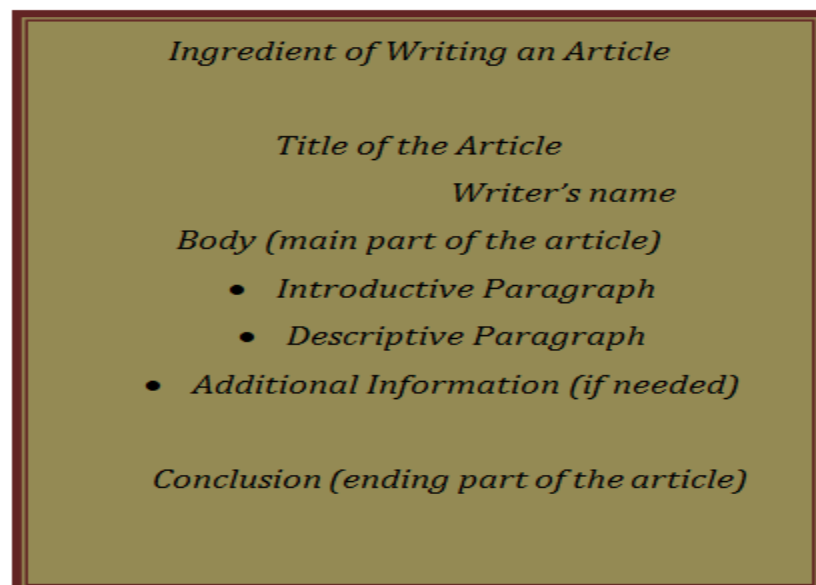 Ingredient of Writing an Article
Title of the Article
Writer's name
Body (main part of the article)
• Introductive Paragraph
• Descriptive Paragraph
• Additional Information (if needed)
Conclusion (ending part of the article)